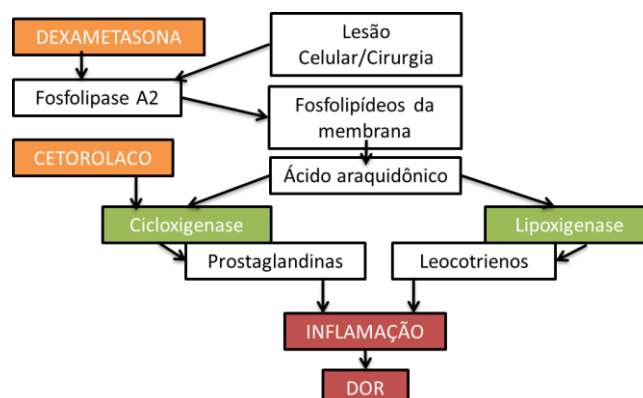 DEXAMETASONA
Lesão
Celular/Cirurgia
Fosfolipase A2
Fosfolipídeos da
membrana
CETOROLACO
Ácido araquidônico
Cicloxigenase
Lipoxigenase
Prostaglandinas
Leocotrienos
INFLAMAÇÃO
DOR